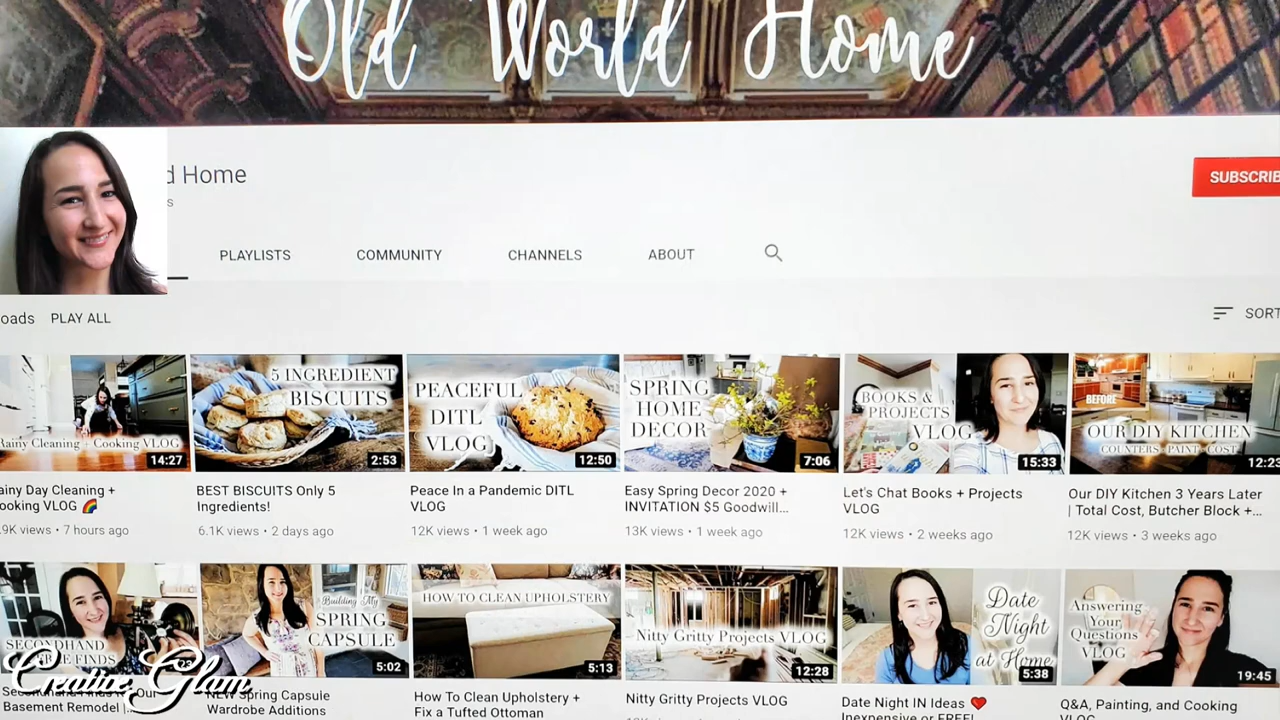 Old World Home
d Home
s
SUBSCRIB
PLAYLISTS
COMMUNITY
CHANNELS
ABOUT
oads
PLAY ALL
SORT
Rainy Cleaning + Cooking VLOG
14:27
5 INGREDIENT
BISCUITS
2:53
PEACEFUL
DITL
VLOG
12:50
SPRING
HOME
DECOR
7:06
BOOKS &
PROJECTS
VLOG
15:33
BEFORE
OUR DIY KITCHEN
COUNTERS · PAINT · COST
12:23
ainy Day Cleaning +
ooking VLOG 🌈
.9K views • 7 hours ago
BEST BISCUITS Only 5
Ingredients!
6.1K views • 2 days ago
Peace In a Pandemic DITL
VLOG
12K views • 1 week ago
Easy Spring Decor 2020 +
INVITATION $5 Goodwill...
13K views • 1 week ago
Let's Chat Books + Projects
VLOG
12K views • 2 weeks ago
Our DIY Kitchen 3 Years Later
| Total Cost, Butcher Block +...
12K views • 3 weeks ago
SECONDHAND
FINDS
Building My
SPRING
CAPSULE
5:02
HOW TO CLEAN UPHOLSTERY
5:13
Nitty Gritty Projects VLOG
12:28
Date
Night
at Home
5:38
Answering
Your
Questions
VLOG
19:45
Creative Glam
Our
Basement Remodel |...
NEW Spring Capsule
Wardrobe Additions
How To Clean Upholstery +
Fix a Tufted Ottoman
Nitty Gritty Projects VLOG
Date Night IN Ideas ❤️
Inexpensive or FREE!
Q&A, Painting, and Cooking
VLOG